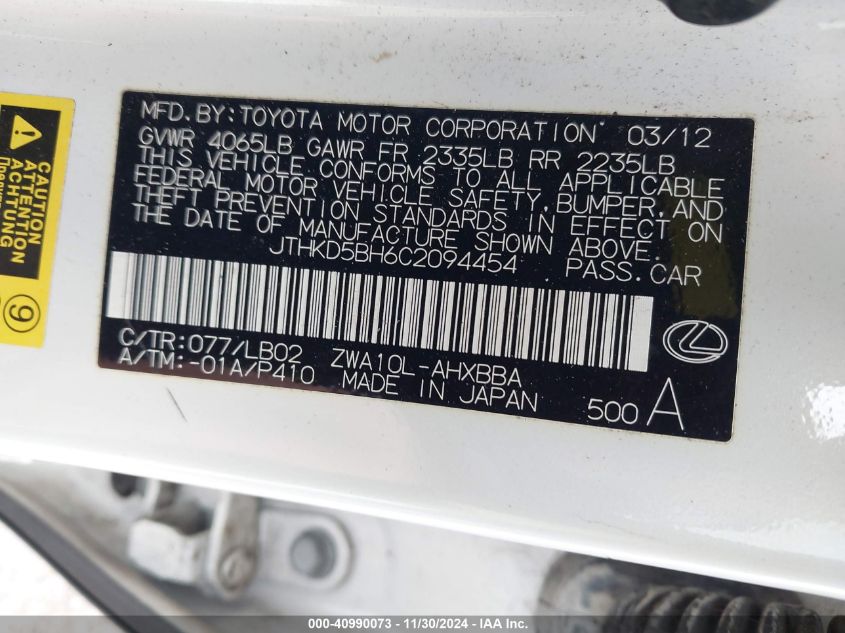 MFD. BY: TOYOTA MOTOR CORPORATION 03/12
GVWR 4065LB GAWR FR 2335LB RR 2235LB
THIS VEHICLE CONFORMS TO ALL APPLICABLE
FEDERAL MOTOR VEHICLE SAFETY, BUMPER, AND
THEFT PREVENTION STANDARDS IN EFFECT ON
THE DATE OF MANUFACTURE SHOWN ABOVE.
JTHKD5BH6C2094454 PASS. CAR
C/TR: 077/LB02 ZWA10L-AHXBBA
A/TM: -01A/P410 MADE IN JAPAN 500 A
CAUTION
ATTENTION
ACHTUNG
9
000-40990073 - 11/30/2024 - IAA Inc.